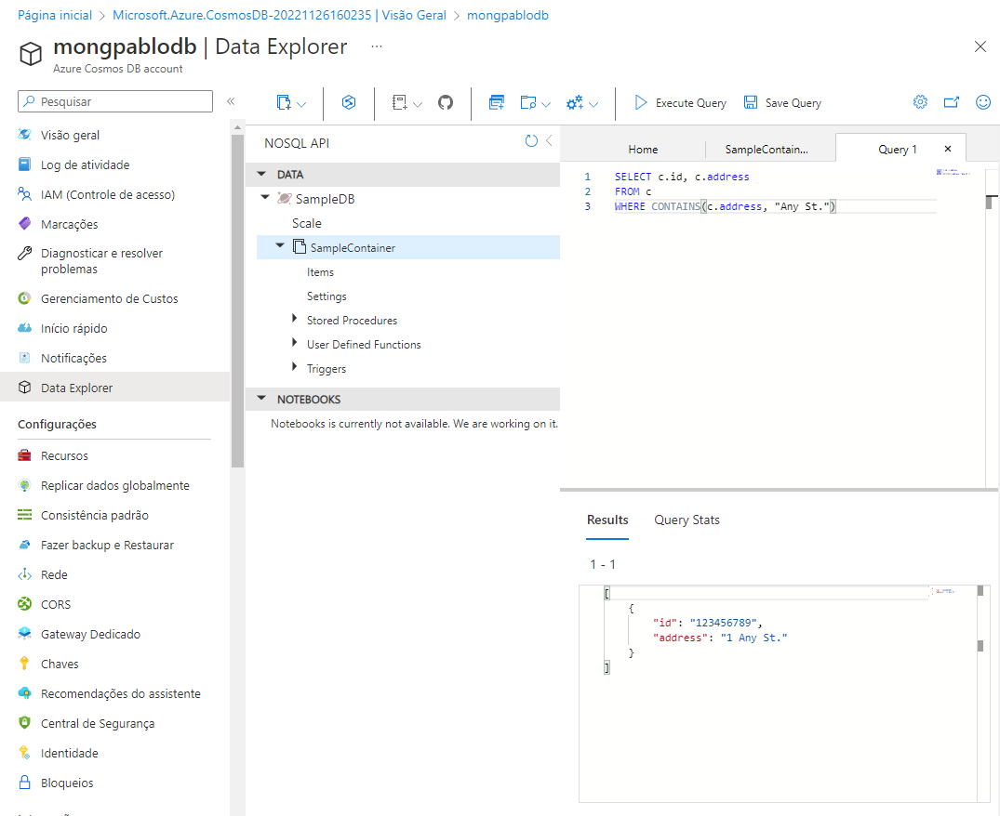 Página inicial > Microsoft.Azure.CosmosDB-20221126160235 | Visão Geral > mongpablodb
mongpablodb | Data Explorer ...
Azure Cosmos DB account
Pesquisar
Visão geral
Log de atividade
IAM (Controle de acesso)
Marcações
Diagnosticar e resolver
problemas
Gerenciamento de Custos
Início rápido
Notificações
Data Explorer
Configurações
Recursos
Replicar dados globalmente
Consistência padrão
Fazer backup e Restaurar
Rede
CORS
Gateway Dedicado
Chaves
Recomendações do assistente
Central de Segurança
Identidade
Bloqueios
Execute Query
Save Query
NOSQL API
DATA
SampleDB
Scale
SampleContainer
Items
Settings
Stored Procedures
User Defined Functions
Triggers
NOTEBOOKS
Notebooks is currently not available. We are working on it.
Home
SampleContain...
Query 1
1 SELECT c.id, c.address
2 FROM c
3 WHERE CONTAINS(c.address, "Any St.")
Results
Query Stats
1 - 1
[
{
"id": "123456789",
"address": "1 Any St."
}
]